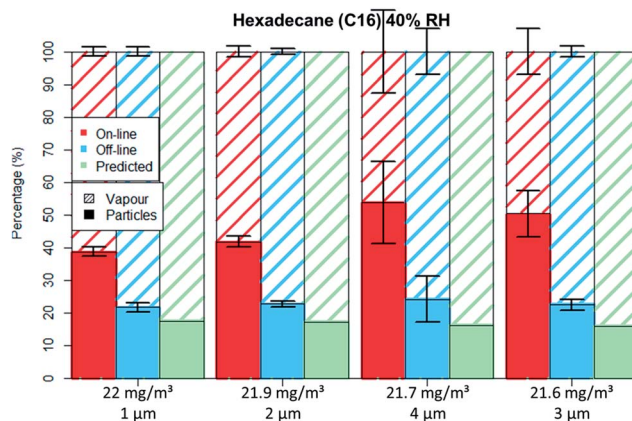 Hexadecane (C16) 40% RH
Percentage (%)
100
90
80
70
60
50
40
30
20
10
0
On-line
Off-line
Predicted
Vapour
Particles
22 mg/m³ 21.9 mg/m³ 21.7 mg/m³ 21.6 mg/m³
1 µm 2 µm 4 µm 3 µm